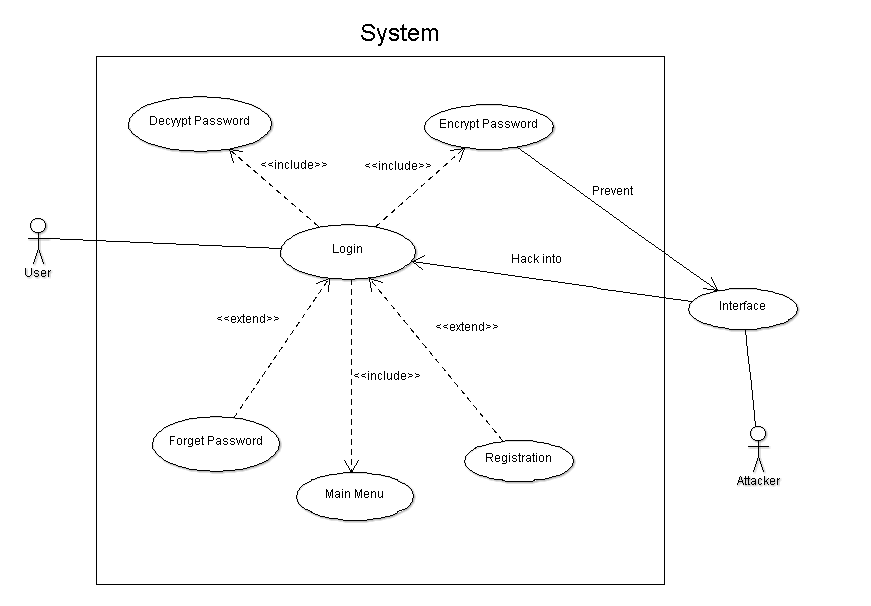 System
Decyypt Password
Encrypt Password
<<include>>
<<include>>
Prevent
User
Login
Hack into
Interface
<<extend>>
<<extend>>
<<include>>
Forget Password
Registration
Main Menu
Attacker